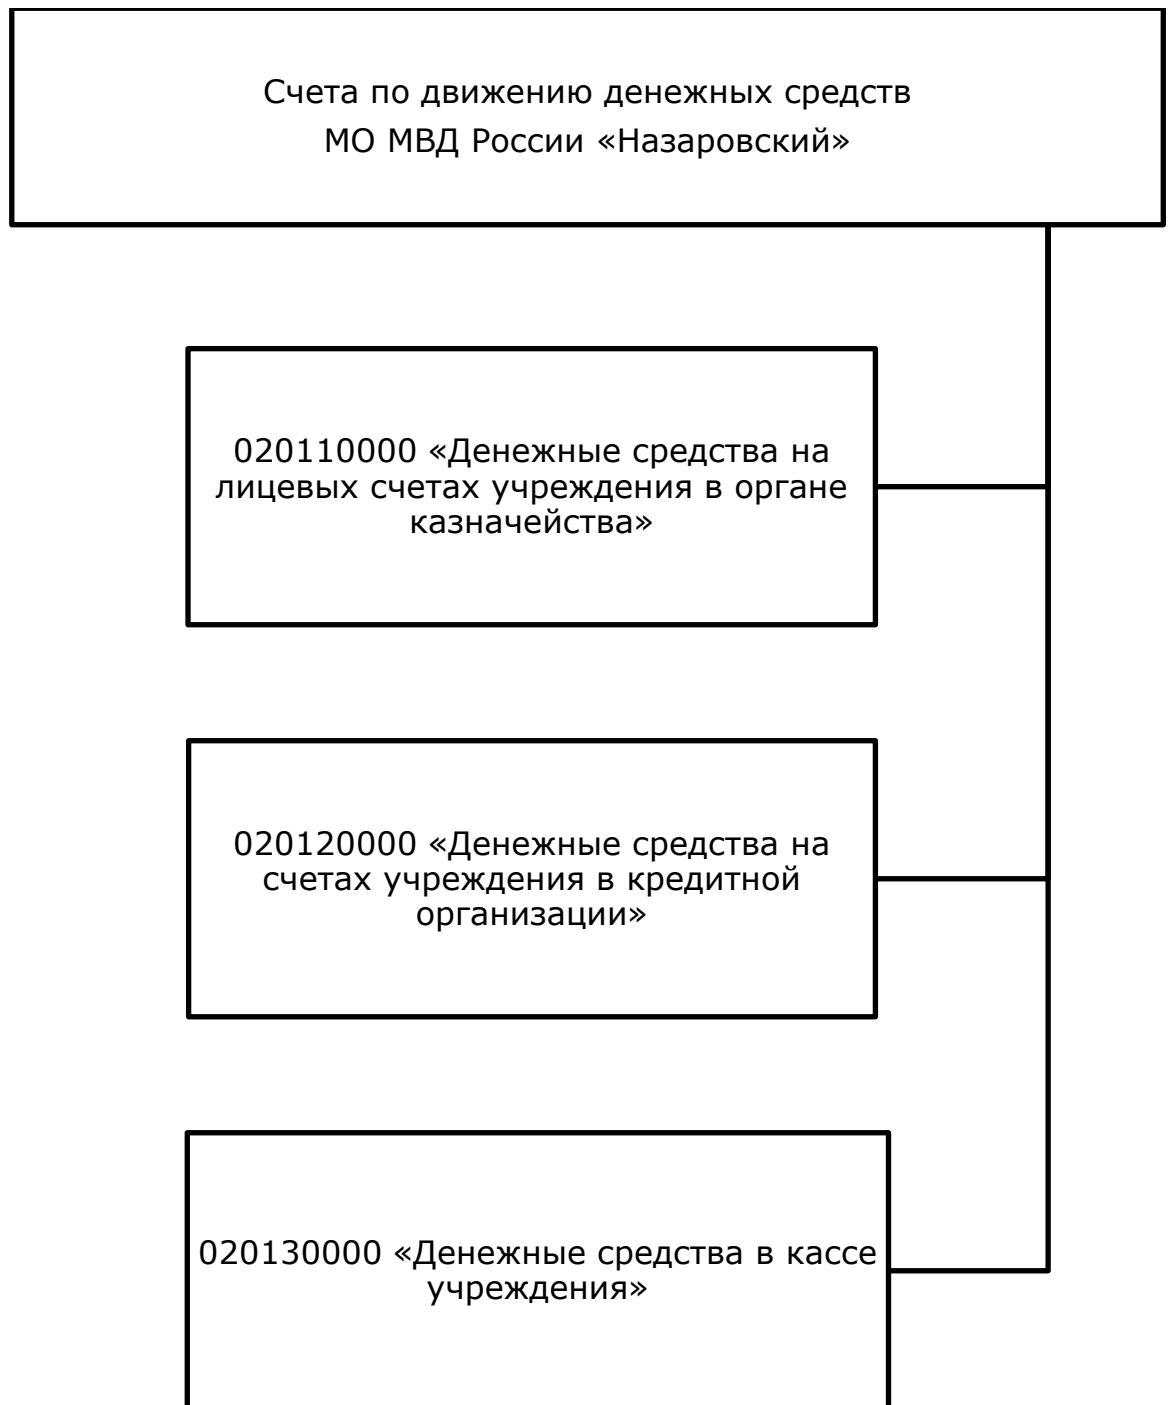 Счета по движению денежных средств
МО МВД России «Назаровский»
020110000 «Денежные средства на
лицевых счетах учреждения в органе
казначейства»
020120000 «Денежные средства на
счетах учреждения в кредитной
организации»
020130000 «Денежные средства в кассе
учреждения»